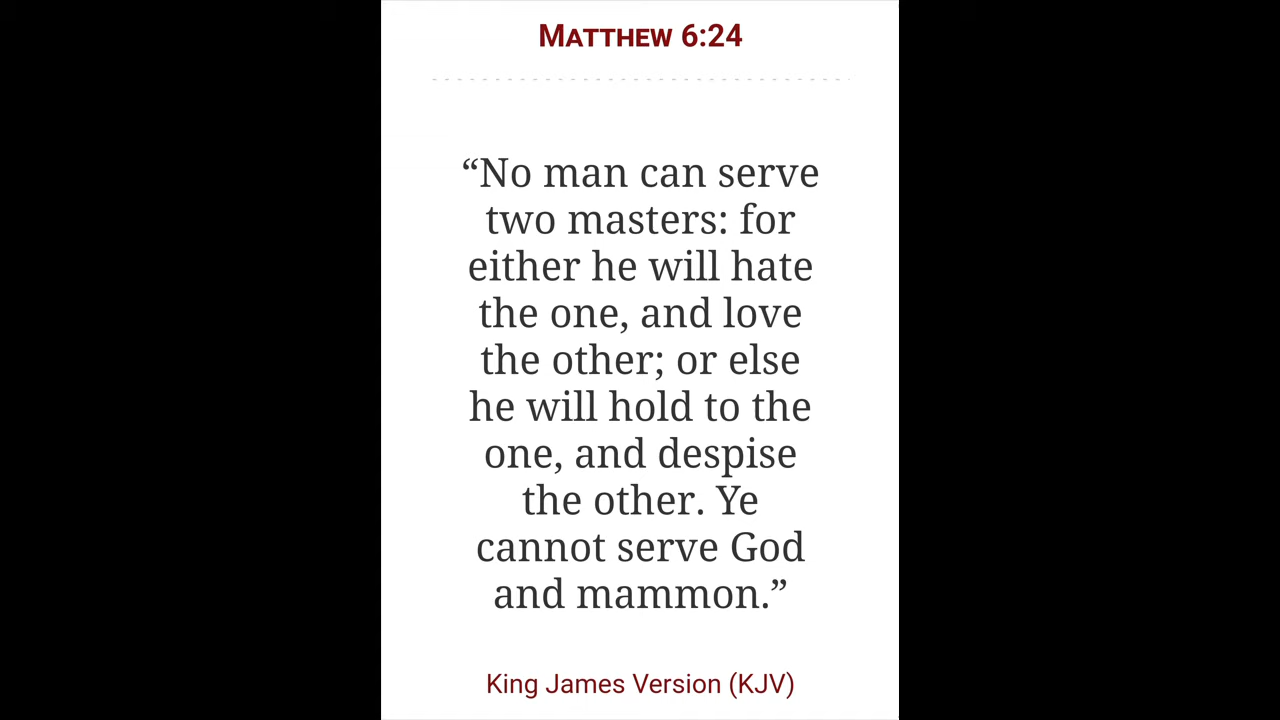 MATTHEW 6:24
“No man can serve
two masters: for
either he will hate
the one, and love
the other; or else
he will hold to the
one, and despise
the other. Ye
cannot serve God
and mammon.”
King James Version (KJV)